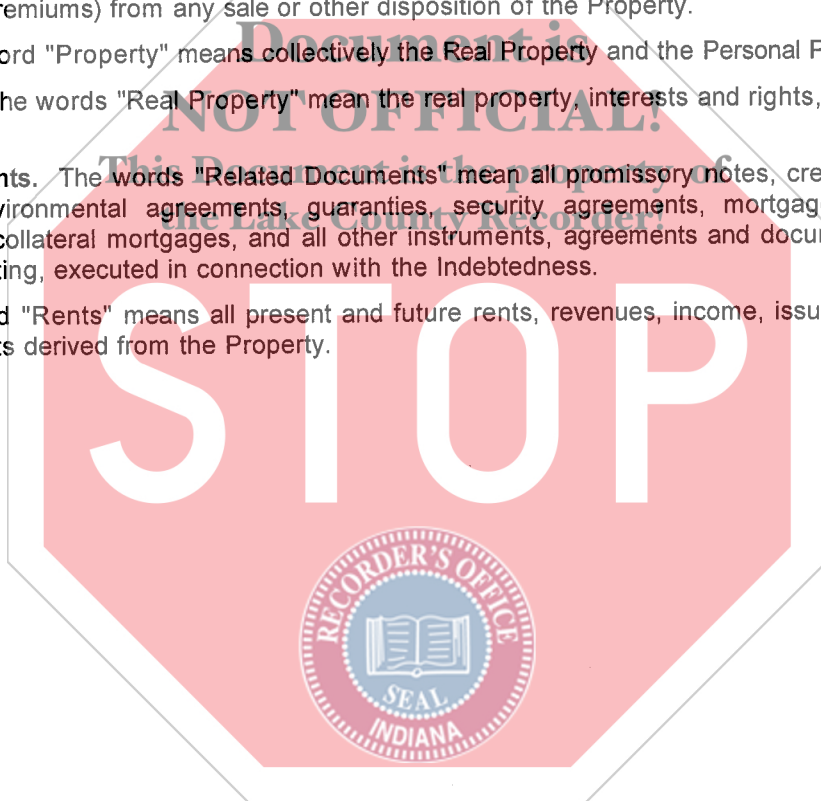 remiums) from any sale or other disposition of the Property.
Document is
ord "Property" means collectively the Real Property and the Personal P
he words "Real Property" mean the real property, interests and rights,
NOT OFFICIAL!
This Document is the property of
nts. The words "Related Documents" mean all promissory notes, cre
vironmental agreements, guaranties, security agreements, mortgag
the Lake County Recorder!
collateral mortgages, and all other instruments, agreements and docu
ting, executed in connection with the Indebtedness.
d "Rents" means all present and future rents, revenues, income, issu
ts derived from the Property.
STOP
RECORDER'S OFFICE
SEAL
INDIANA